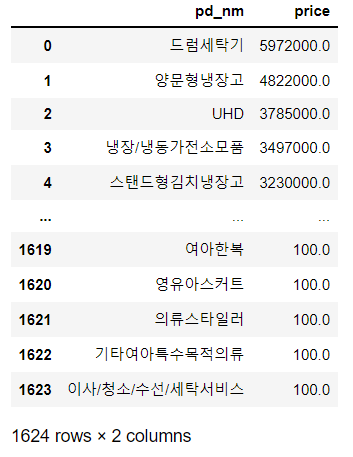 pd_nm price
0 드럼세탁기 5972000.0
1 양문형냉장고 4822000.0
2 UHD 3785000.0
3 냉장/냉동가전소모품 3497000.0
4 스탠드형김치냉장고 3230000.0
... ... ...
1619 여아한복 100.0
1620 영유아스커트 100.0
1621 의류스타일러 100.0
1622 기타여아특수목적의류 100.0
1623 이사/청소/수선/세탁서비스 100.0
1624 rows × 2 columns